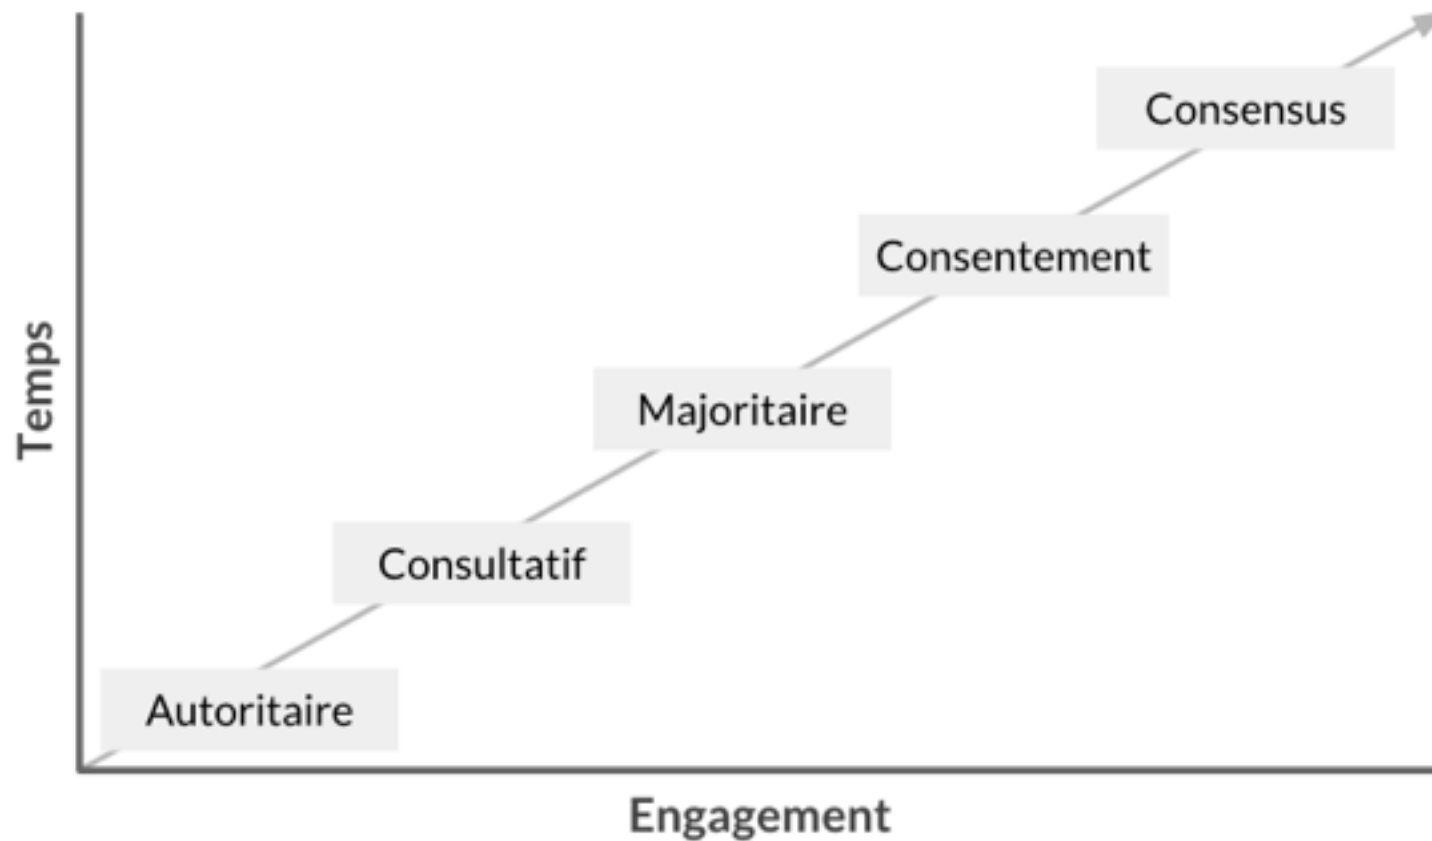 Consensus
Consentement
Temps
Majoritaire
Consultatif
Autoritaire
Engagement